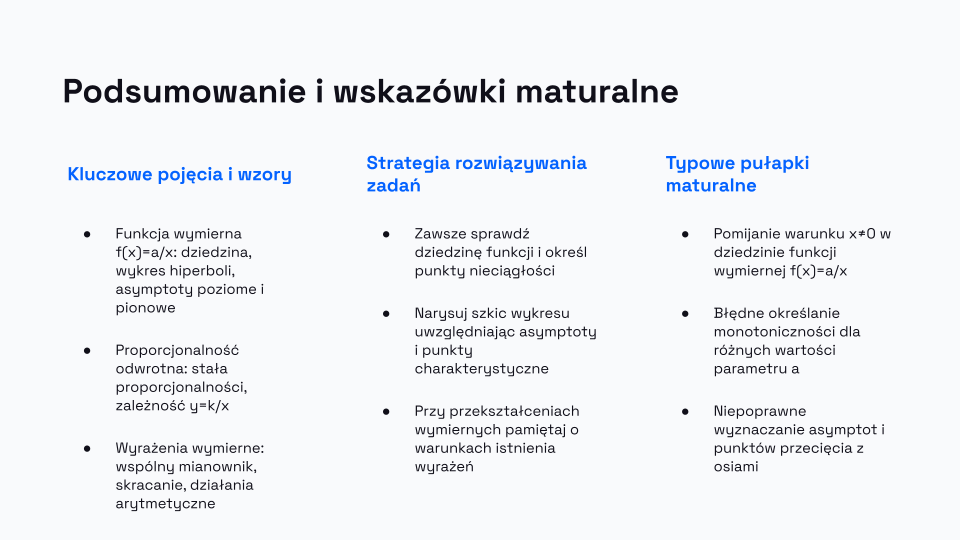 Podsumowanie i wskazówki maturalne
Kluczowe pojęcia i wzory
● Funkcja wymierna
f(x)=a/x: dziedzina,
wykres hiperboli,
asymptoty poziome i
pionowe
● Proporcjonalność
odwrotna: stała
proporcjonalności,
zależność y=k/x
● Wyrażenia wymierne:
wspólny mianownik,
skracanie, działania
arytmetyczne
Strategia rozwiązywania
zadań
● Zawsze sprawdź
dziedzinę funkcji i określ
punkty nieciągłości
● Narysuj szkic wykresu
uwzględniając asymptoty
i punkty
charakterystyczne
● Przy przekształceniach
wymiernych pamiętaj o
warunkach istnienia
wyrażeń
Typowe pułapki
maturalne
● Pomijanie warunku x≠0 w
dziedzinie funkcji
wymiernej f(x)=a/x
● Błędne określanie
monotoniczności dla
różnych wartości
parametru a
● Niepoprawne
wyznaczanie asymptot i
punktów przecięcia z
osiami